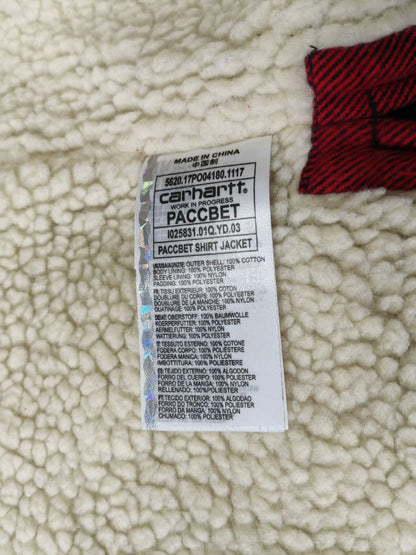 MADE IN CHINA
中国制
5620.17PO04180.1117
carhartt.
WORK IN PROGRESS
PACCBET
I025831.01Q.YD.03
PACCBET SHIRT JACKET
OUTER SHELL: 100% COTTON
BODY LINING: 100% POLYESTER
SLEEVE LINING: 100% NYLON
PADDING: 100% POLYESTER
FR: TISSU EXTERIEUR: 100% COTON
DOUBLURE DU CORPS: 100% POLYESTER
DOUBLURE DE LA MANCHE: 100% NYLON
OUATINAGE: 100% POLYESTER
DE/AT: OBERSTOFF: 100% BAUMWOLLE
KOERPERFUTTER: 100% POLYESTER
AERMELFUTTER: 100% NYLON
WATTIERUNG: 100% POLYESTER
IT: TESSUTO ESTERNO: 100% COTONE
FODERA CORPO: 100% POLIESTERE
FODERA MANICA: 100% NYLON
IMBOTTITURA: 100% POLIESTERE
ES: TEJIDO EXTERNO: 100% ALGODON
FORRO DEL CUERPO: 100% POLIESTER
FORRO DE LA MANGA: 100% NYLON
RELLENADO: 100% POLIESTER
PT: TECIDO EXTERIOR: 100% ALGODAO
FORRO DO TRONCO: 100% POLIESTER
FORRO DA MANGA: 100% NYLON
CHUMACO: 100% POLIESTER